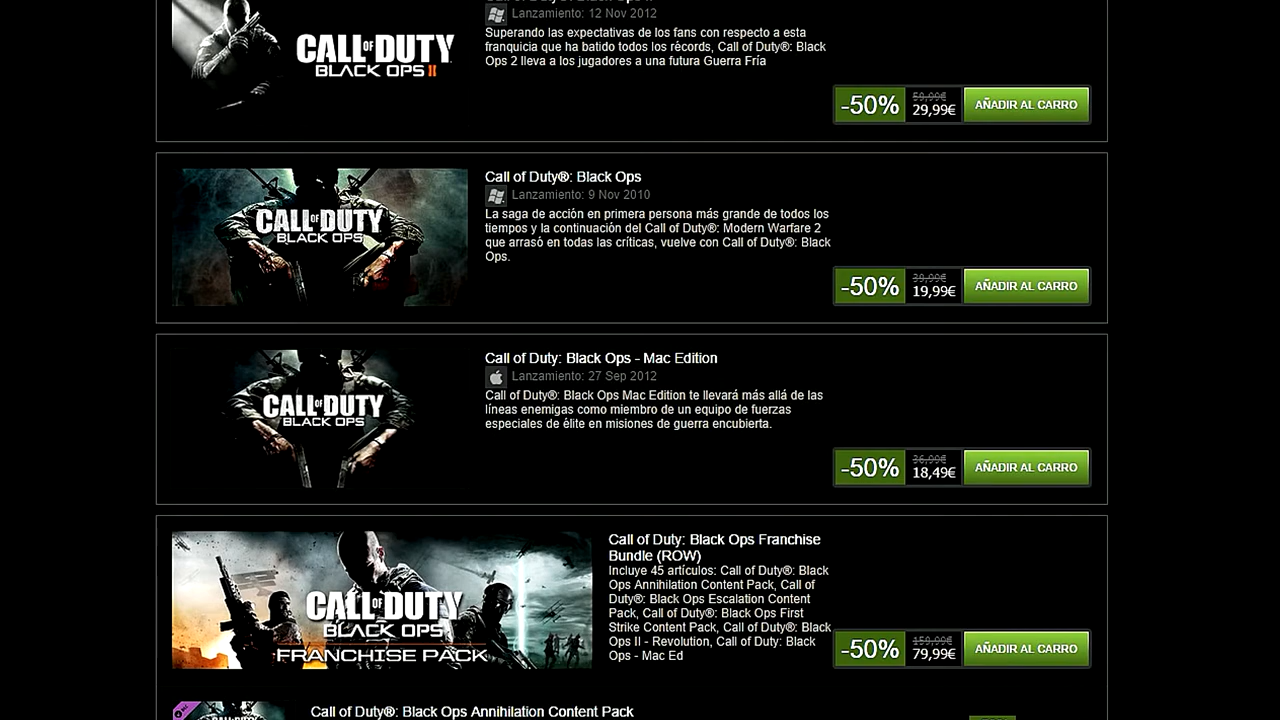 Call of Duty®: Black Ops II
Lanzamiento: 12 Nov 2012
Superando las expectativas de los fans con respecto a esta
franquicia que ha batido todos los récords, Call of Duty®: Black
Ops 2 lleva a los jugadores a una futura Guerra Fría
CALL OF DUTY
BLACK OPS II
-50%
59,99€
29,99€
AÑADIR AL CARRO
Call of Duty®: Black Ops
Lanzamiento: 9 Nov 2010
La saga de acción en primera persona más grande de todos los
tiempos y la continuación del Call of Duty®: Modern Warfare 2
que arrasó en todas las críticas, vuelve con Call of Duty®: Black
Ops.
CALL OF DUTY
BLACK OPS
-50%
39,99€
19,99€
AÑADIR AL CARRO
Call of Duty: Black Ops - Mac Edition
Lanzamiento: 27 Sep 2012
Call of Duty®: Black Ops Mac Edition te llevará más allá de las
líneas enemigas como miembro de un equipo de fuerzas
especiales de élite en misiones de guerra encubierta.
CALL OF DUTY
BLACK OPS
-50%
36,99€
18,49€
AÑADIR AL CARRO
Call of Duty: Black Ops Franchise
Bundle (ROW)
Incluye 45 artículos: Call of Duty®: Black
Ops Annihilation Content Pack, Call of
Duty®: Black Ops Escalation Content
Pack, Call of Duty®: Black Ops First
Strike Content Pack, Call of Duty®: Black
Ops II - Revolution, Call of Duty: Black
Ops - Mac Ed
CALL OF DUTY
BLACK OPS
FRANCHISE PACK
-50%
159,99€
79,99€
AÑADIR AL CARRO
Call of Duty®: Black Ops Annihilation Content Pack